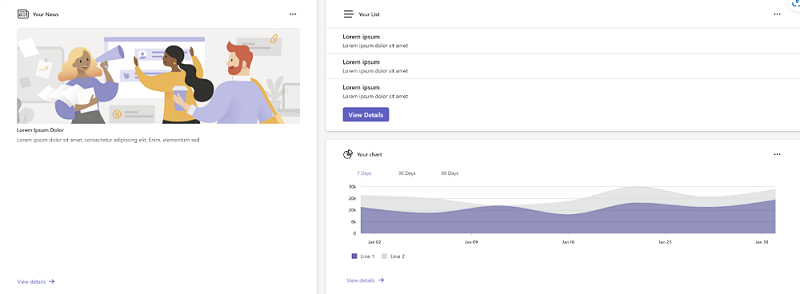 Your News
Lorem Ipsum Dolor
Lorem ipsum dolor sit amet, consectetur adipiscing elit. Enim, elementum sed
View details
Your List
Lorem ipsum
Lorem ipsum dolor sit amet
Lorem ipsum
Lorem ipsum dolor sit amet
Lorem ipsum
Lorem ipsum dolor sit amet
View Details
Your chart
7 Days 30 Days 60 Days
30k
20k
20k
8k
0
Jan 02 Jan 09 Jan 16 Jan 23 Jan 30
Line 1 Line 2
View details